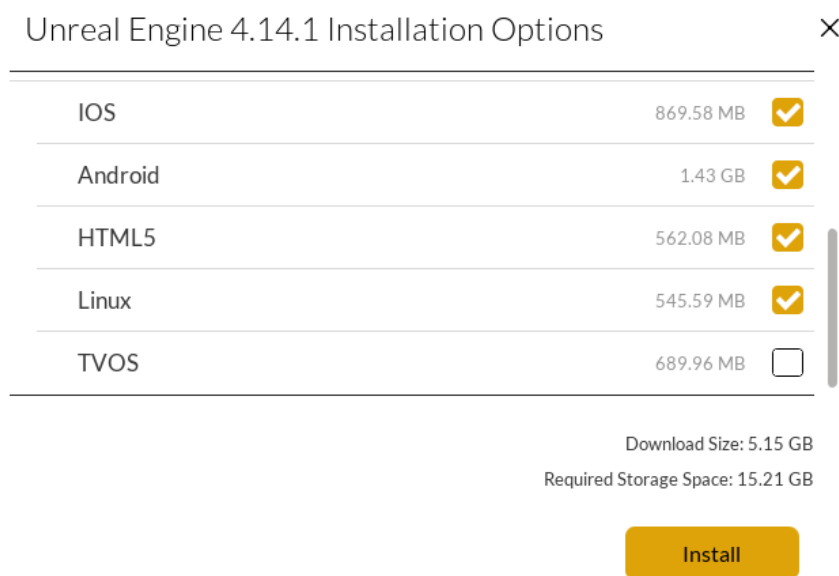 Unreal Engine 4.14.1 Installation Options
IOS 869.58 MB
Android 1.43 GB
HTML5 562.08 MB
Linux 545.59 MB
TVOS 689.96 MB
Download Size: 5.15 GB
Required Storage Space: 15.21 GB
Install